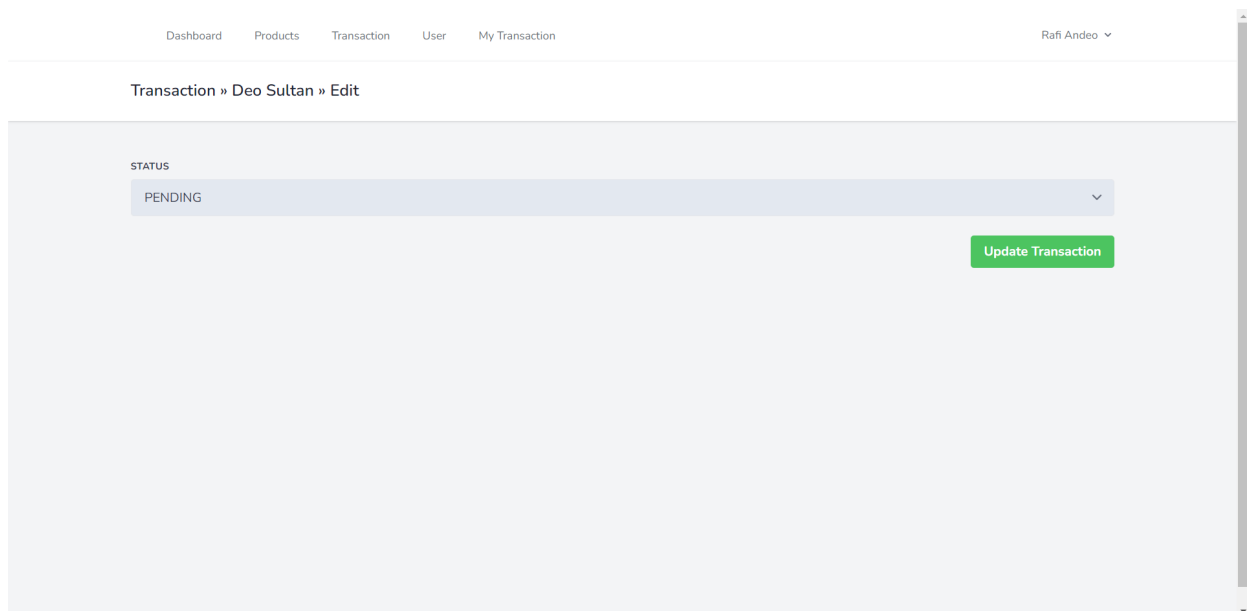 Dashboard Products Transaction User My Transaction Rafi Andeo
Transaction » Deo Sultan » Edit
STATUS
PENDING
Update Transaction